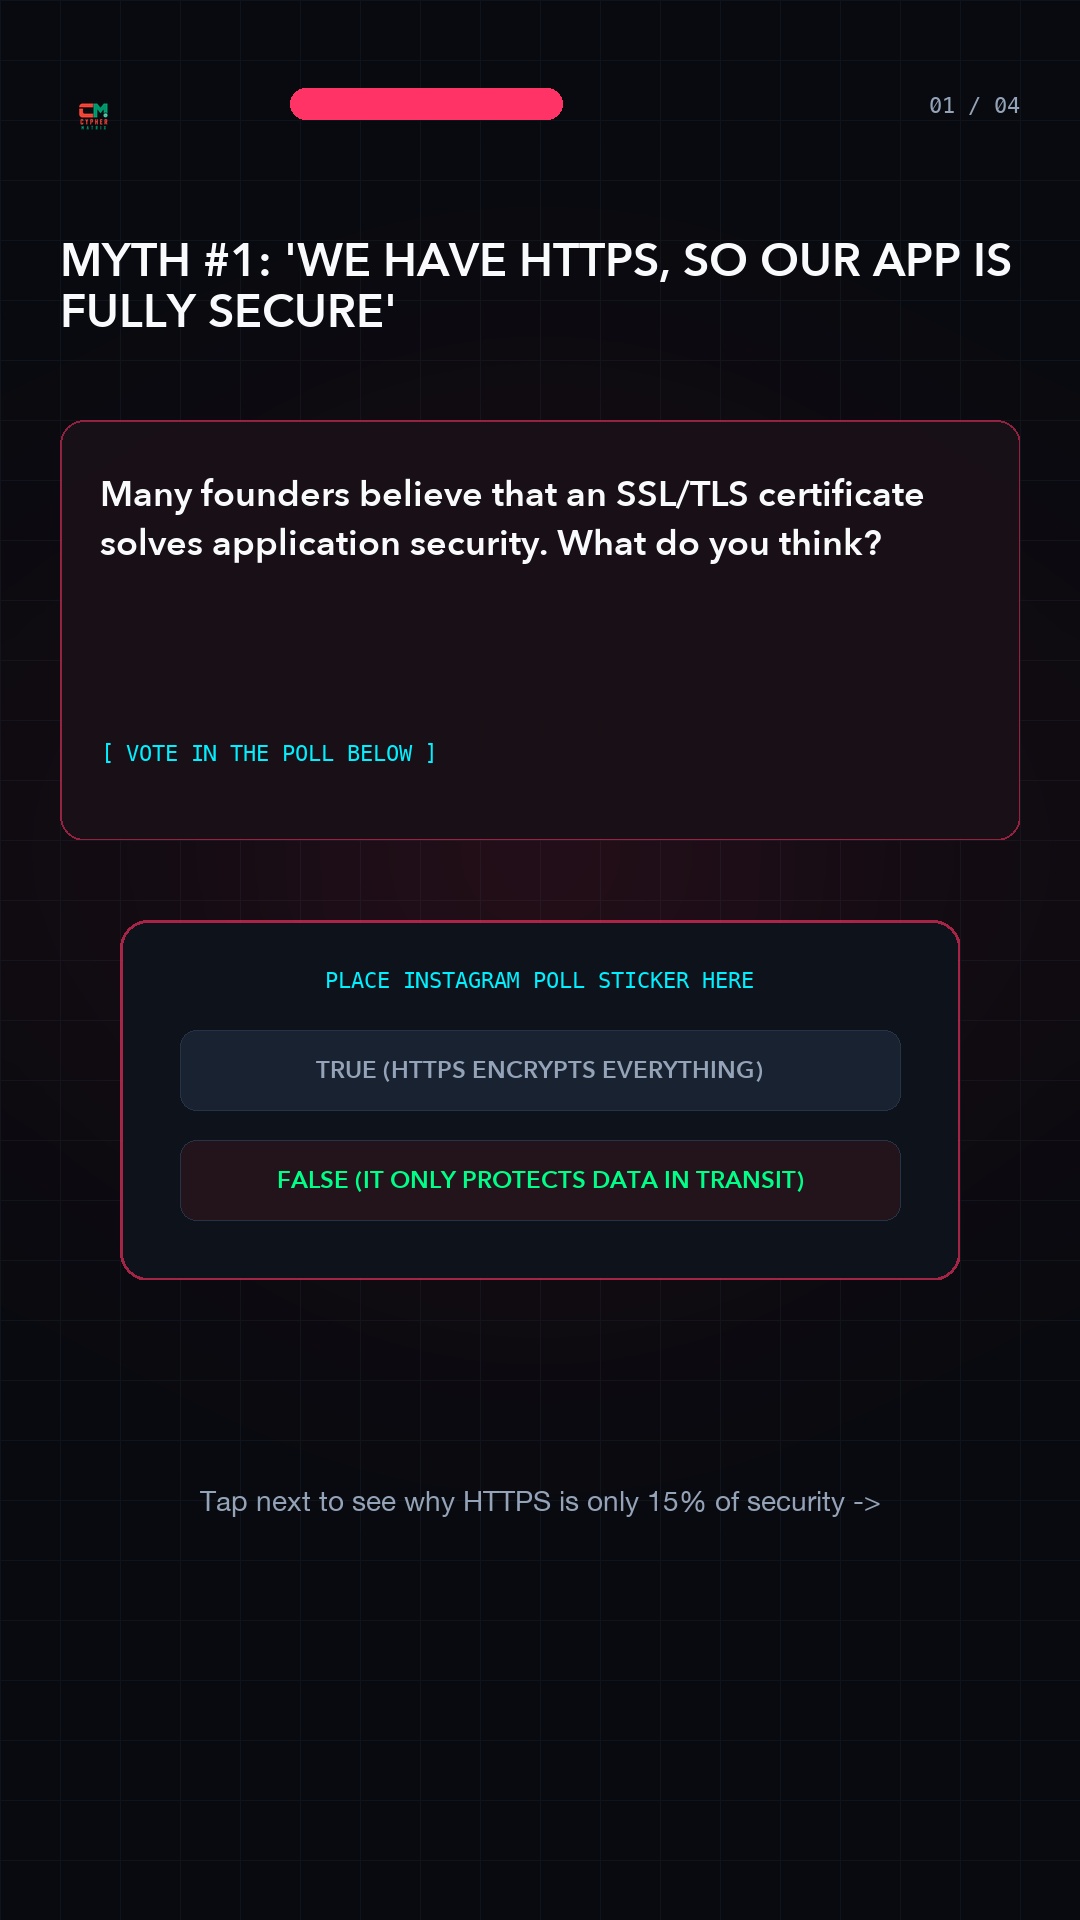 CM
CYPHER
MATRIX
01 / 04
MYTH #1: 'WE HAVE HTTPS, SO OUR APP IS
FULLY SECURE'
Many founders believe that an SSL/TLS certificate
solves application security. What do you think?
[ VOTE IN THE POLL BELOW ]
PLACE INSTAGRAM POLL STICKER HERE
TRUE (HTTPS ENCRYPTS EVERYTHING)
FALSE (IT ONLY PROTECTS DATA IN TRANSIT)
Tap next to see why HTTPS is only 15% of security ->